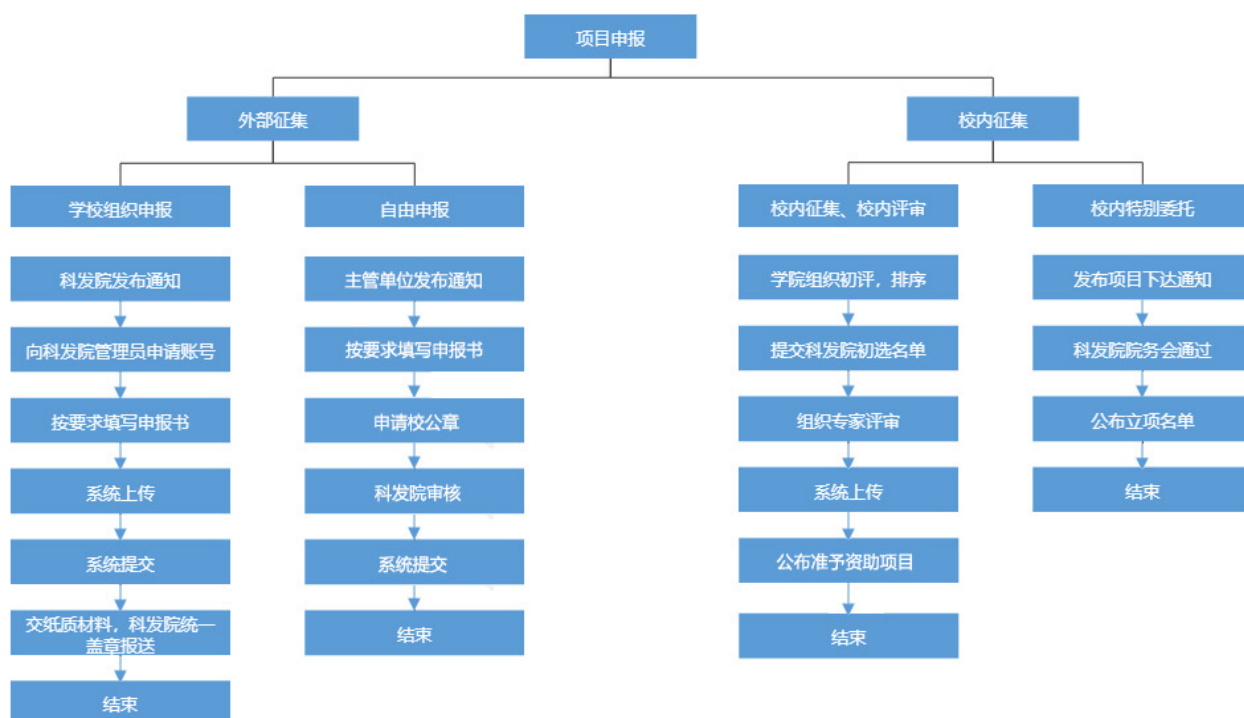 项目申报
外部征集
校内征集
学校组织申报
自由申报
校内征集、校内评审
校内特别委托
科发院发布通知
向科发院管理员申请账号
按要求填写申报书
系统上传
系统提交
交纸质材料，科发院统一
盖章报送
结束
主管单位发布通知
按要求填写申报书
申请校公章
科发院审核
系统提交
结束
学院组织初评，排序
提交科发院初选名单
组织专家评审
系统上传
公布准予资助项目
结束
发布项目下达通知
科发院院务会通过
公布立项名单
结束